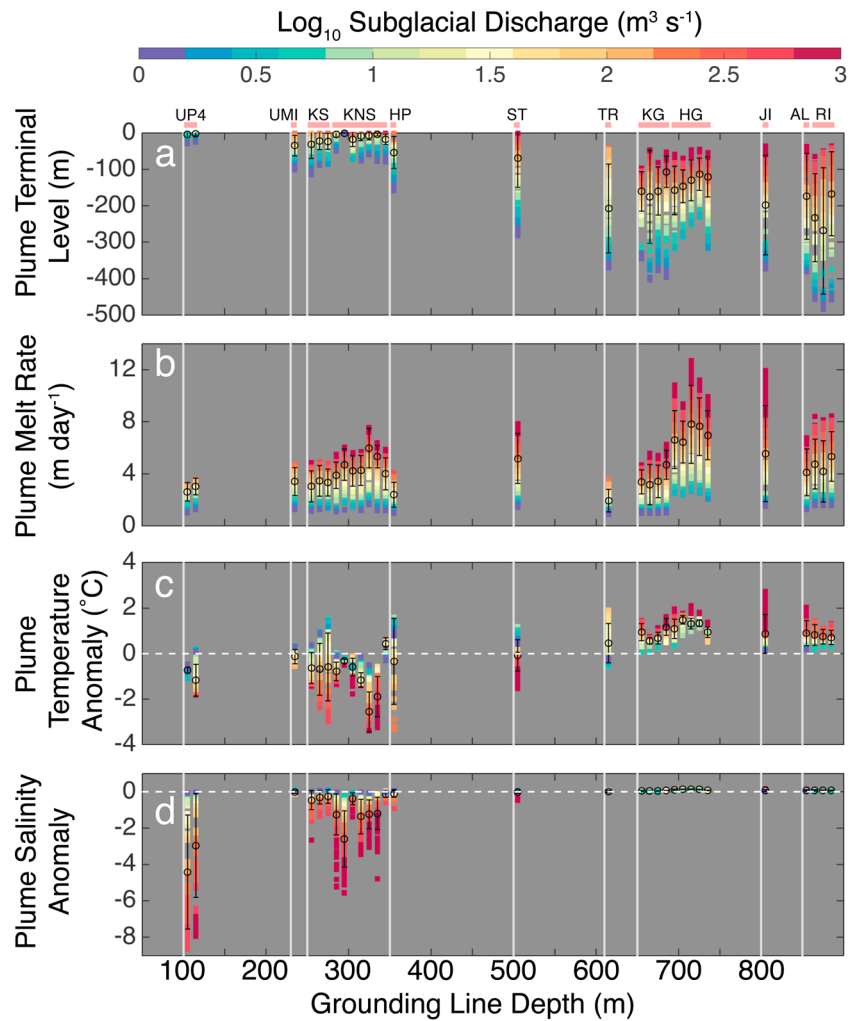 Log10 Subglacial Discharge (m3 s-1)
0 0.5 1 1.5 2 2.5 3
UP4 UMI KS KNS HP ST TR KG HG JI AL RI
Plume Terminal
Level (m)
a
0
-100
-200
-300
-400
-500
Plume Melt Rate
(m day-1)
b
12
8
4
0
Plume
Temperature
Anomaly (°C)
c
4
2
0
-2
-4
Plume Salinity
Anomaly
d
0
-2
-4
-6
-8
100 200 300 400 500 600 700 800
Grounding Line Depth (m)